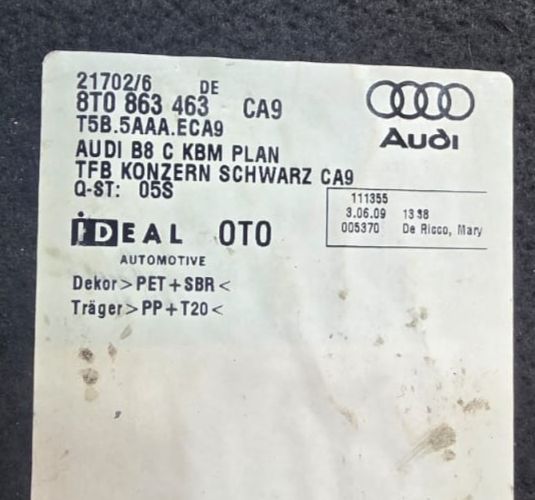 21702/6 DE
8T0 863 463 CA9
T5B.5AAA.ECA9
AUDI B8 C KBM PLAN
TFB KONZERN SCHWARZ CA9
Q-ST: 05S
Audi
111355
3.06.09 13 38
005370 De Ricco, Mary
iDEAL OTO
AUTOMOTIVE
Dekor>PET+SBR<
Träger>PP+T20<